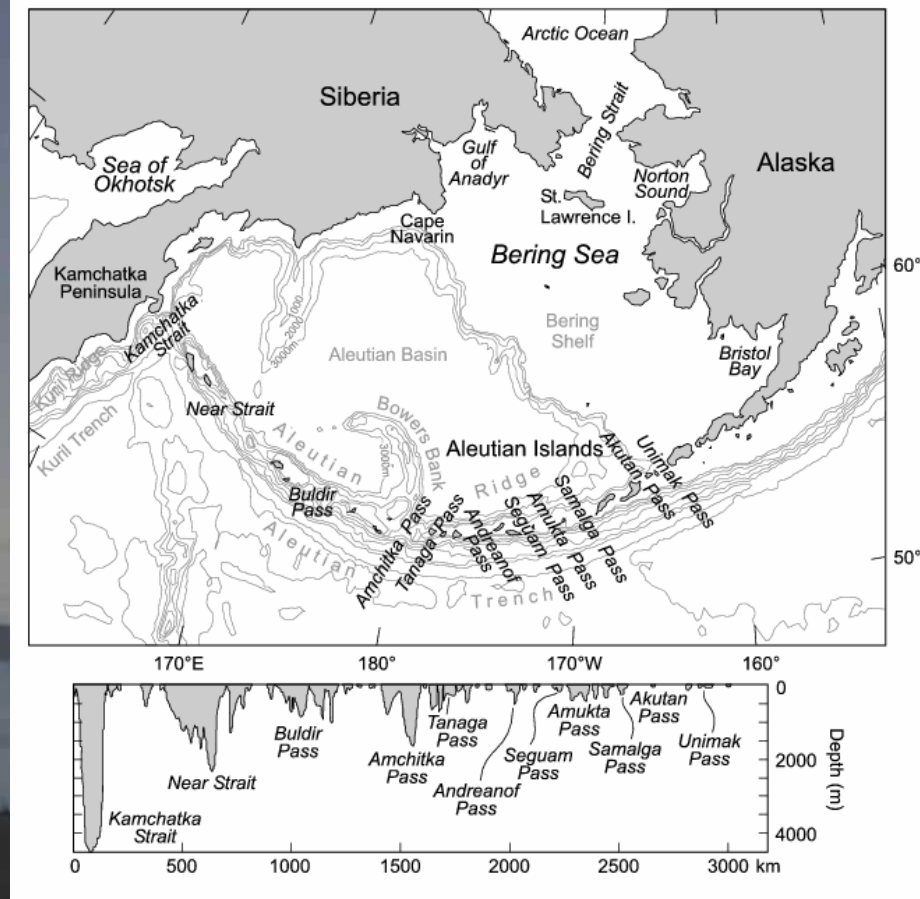 Arctic Ocean
Siberia
Bering Strait
Gulf
of
Anadyr
Sea of
Okhotsk
Norton
Sound
Alaska
St.
Lawrence I.
Cape
Navarin
Bering Sea
60°
Kamchatka
Peninsula
Kamchatka
Strait
1000
2000
3000m
Bering
Shelf
Aleutian Basin
Bristol
Bay
Kuril Ridge
Near Strait
Kuril Trench
Bowers
Bank
3000m
Aleutian
Ridge
Aleutian Islands
Akutan Pass
Unimak Pass
Buldir
Pass
Samalga Pass
Amukta Pass
Seguam Pass
Andreanof
Pass
Amchitka Pass
Tanaga Pass
Aleutian
Trench
50°
170°E
180°
170°W
160°
0
Buldir
Pass
Tanaga
Pass
Amukta
Pass
Akutan
Pass
Near Strait
Amchitka
Pass
Seguam
Pass
Samalga
Pass
Unimak
Pass
2000
Andreanof
Pass
Kamchatka
Strait
4000
Depth (m)
0
500
1000
1500
2000
2500
3000 km